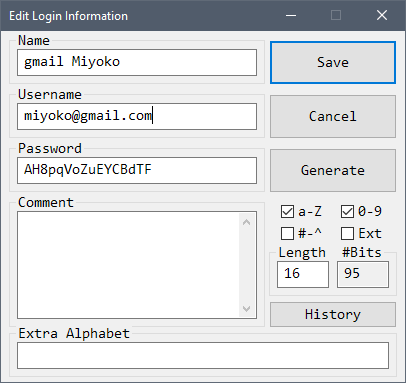 Edit Login Information
Name
gmail Miyoko
Save
Username
miyoko@gmail.com
Cancel
Password
AH8pqVoZuEYCBdTF
Generate
Comment
a-Z
0-9
#-^
Ext
Length
#Bits
16
95
History
Extra Alphabet